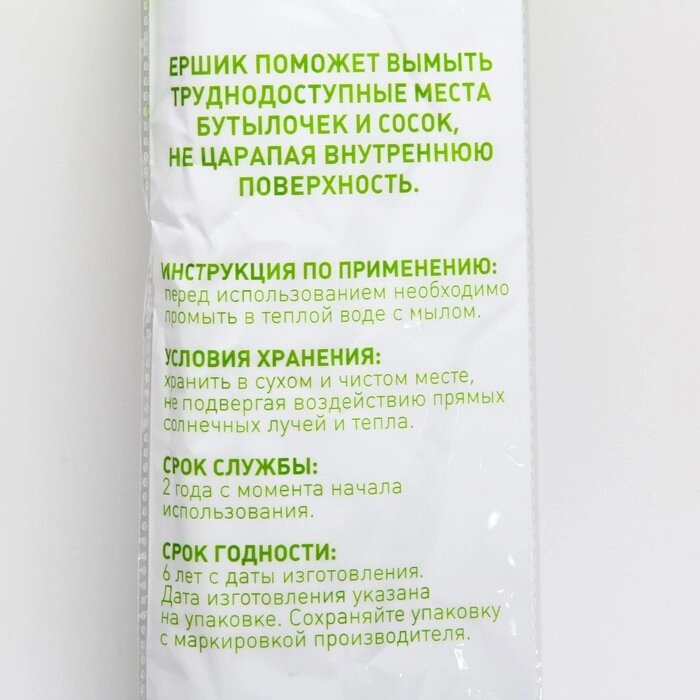 ЕРШИК ПОМОЖЕТ ВЫМЫТЬ
ТРУДНОДОСТУПНЫЕ МЕСТА
БУТЫЛОЧЕК И СОСОК,
НЕ ЦАРАПАЯ ВНУТРЕННЮЮ
ПОВЕРХНОСТЬ.
ИНСТРУКЦИЯ ПО ПРИМЕНЕНИЮ:
перед использованием необходимо
промыть в теплой воде с мылом.
УСЛОВИЯ ХРАНЕНИЯ:
хранить в сухом и чистом месте,
не подвергая воздействию прямых
солнечных лучей и тепла.
СРОК СЛУЖБЫ:
2 года с момента начала
использования.
СРОК ГОДНОСТИ:
6 лет с даты изготовления.
Дата изготовления указана
на упаковке. Сохраняйте упаковку
с маркировкой производителя.